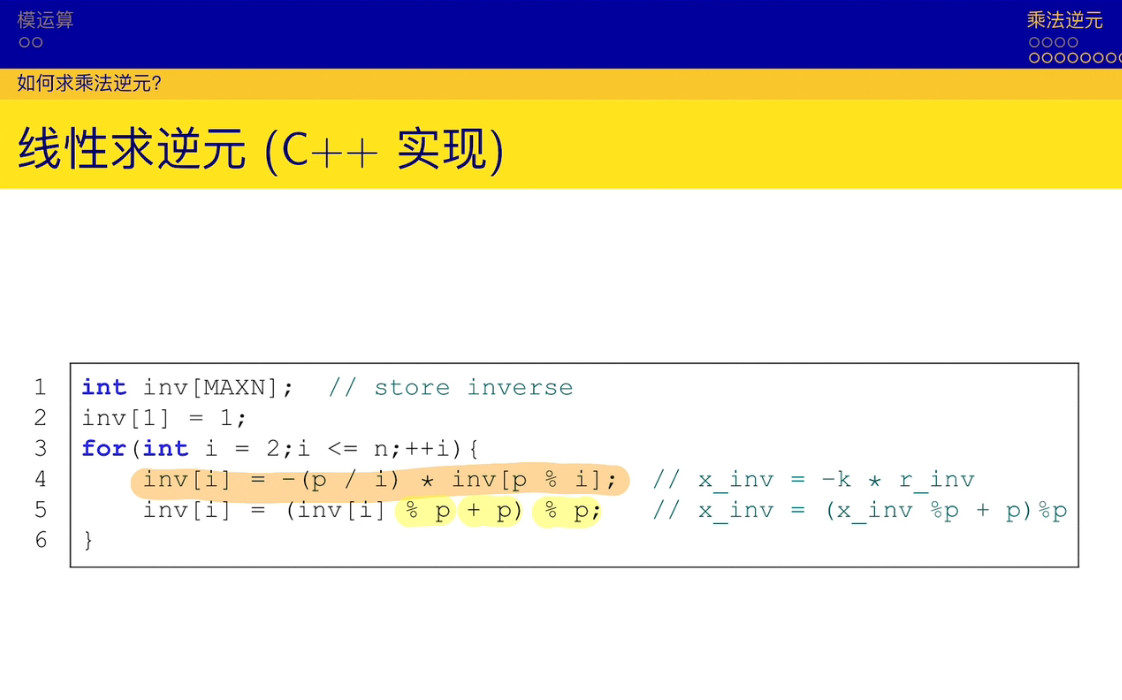 模运算
乘法逆元
如何求乘法逆元?
线性求逆元 (C++ 实现)
1 int inv[MAXN];  // store inverse
2 inv[1] = 1;
3 for(int i = 2;i <= n;++i){
4     inv[i] = -(p / i) * inv[p % i];  // x_inv = -k * r_inv
5     inv[i] = (inv[i] % p + p) % p;   // x_inv = (x_inv %p + p)%p
6 }